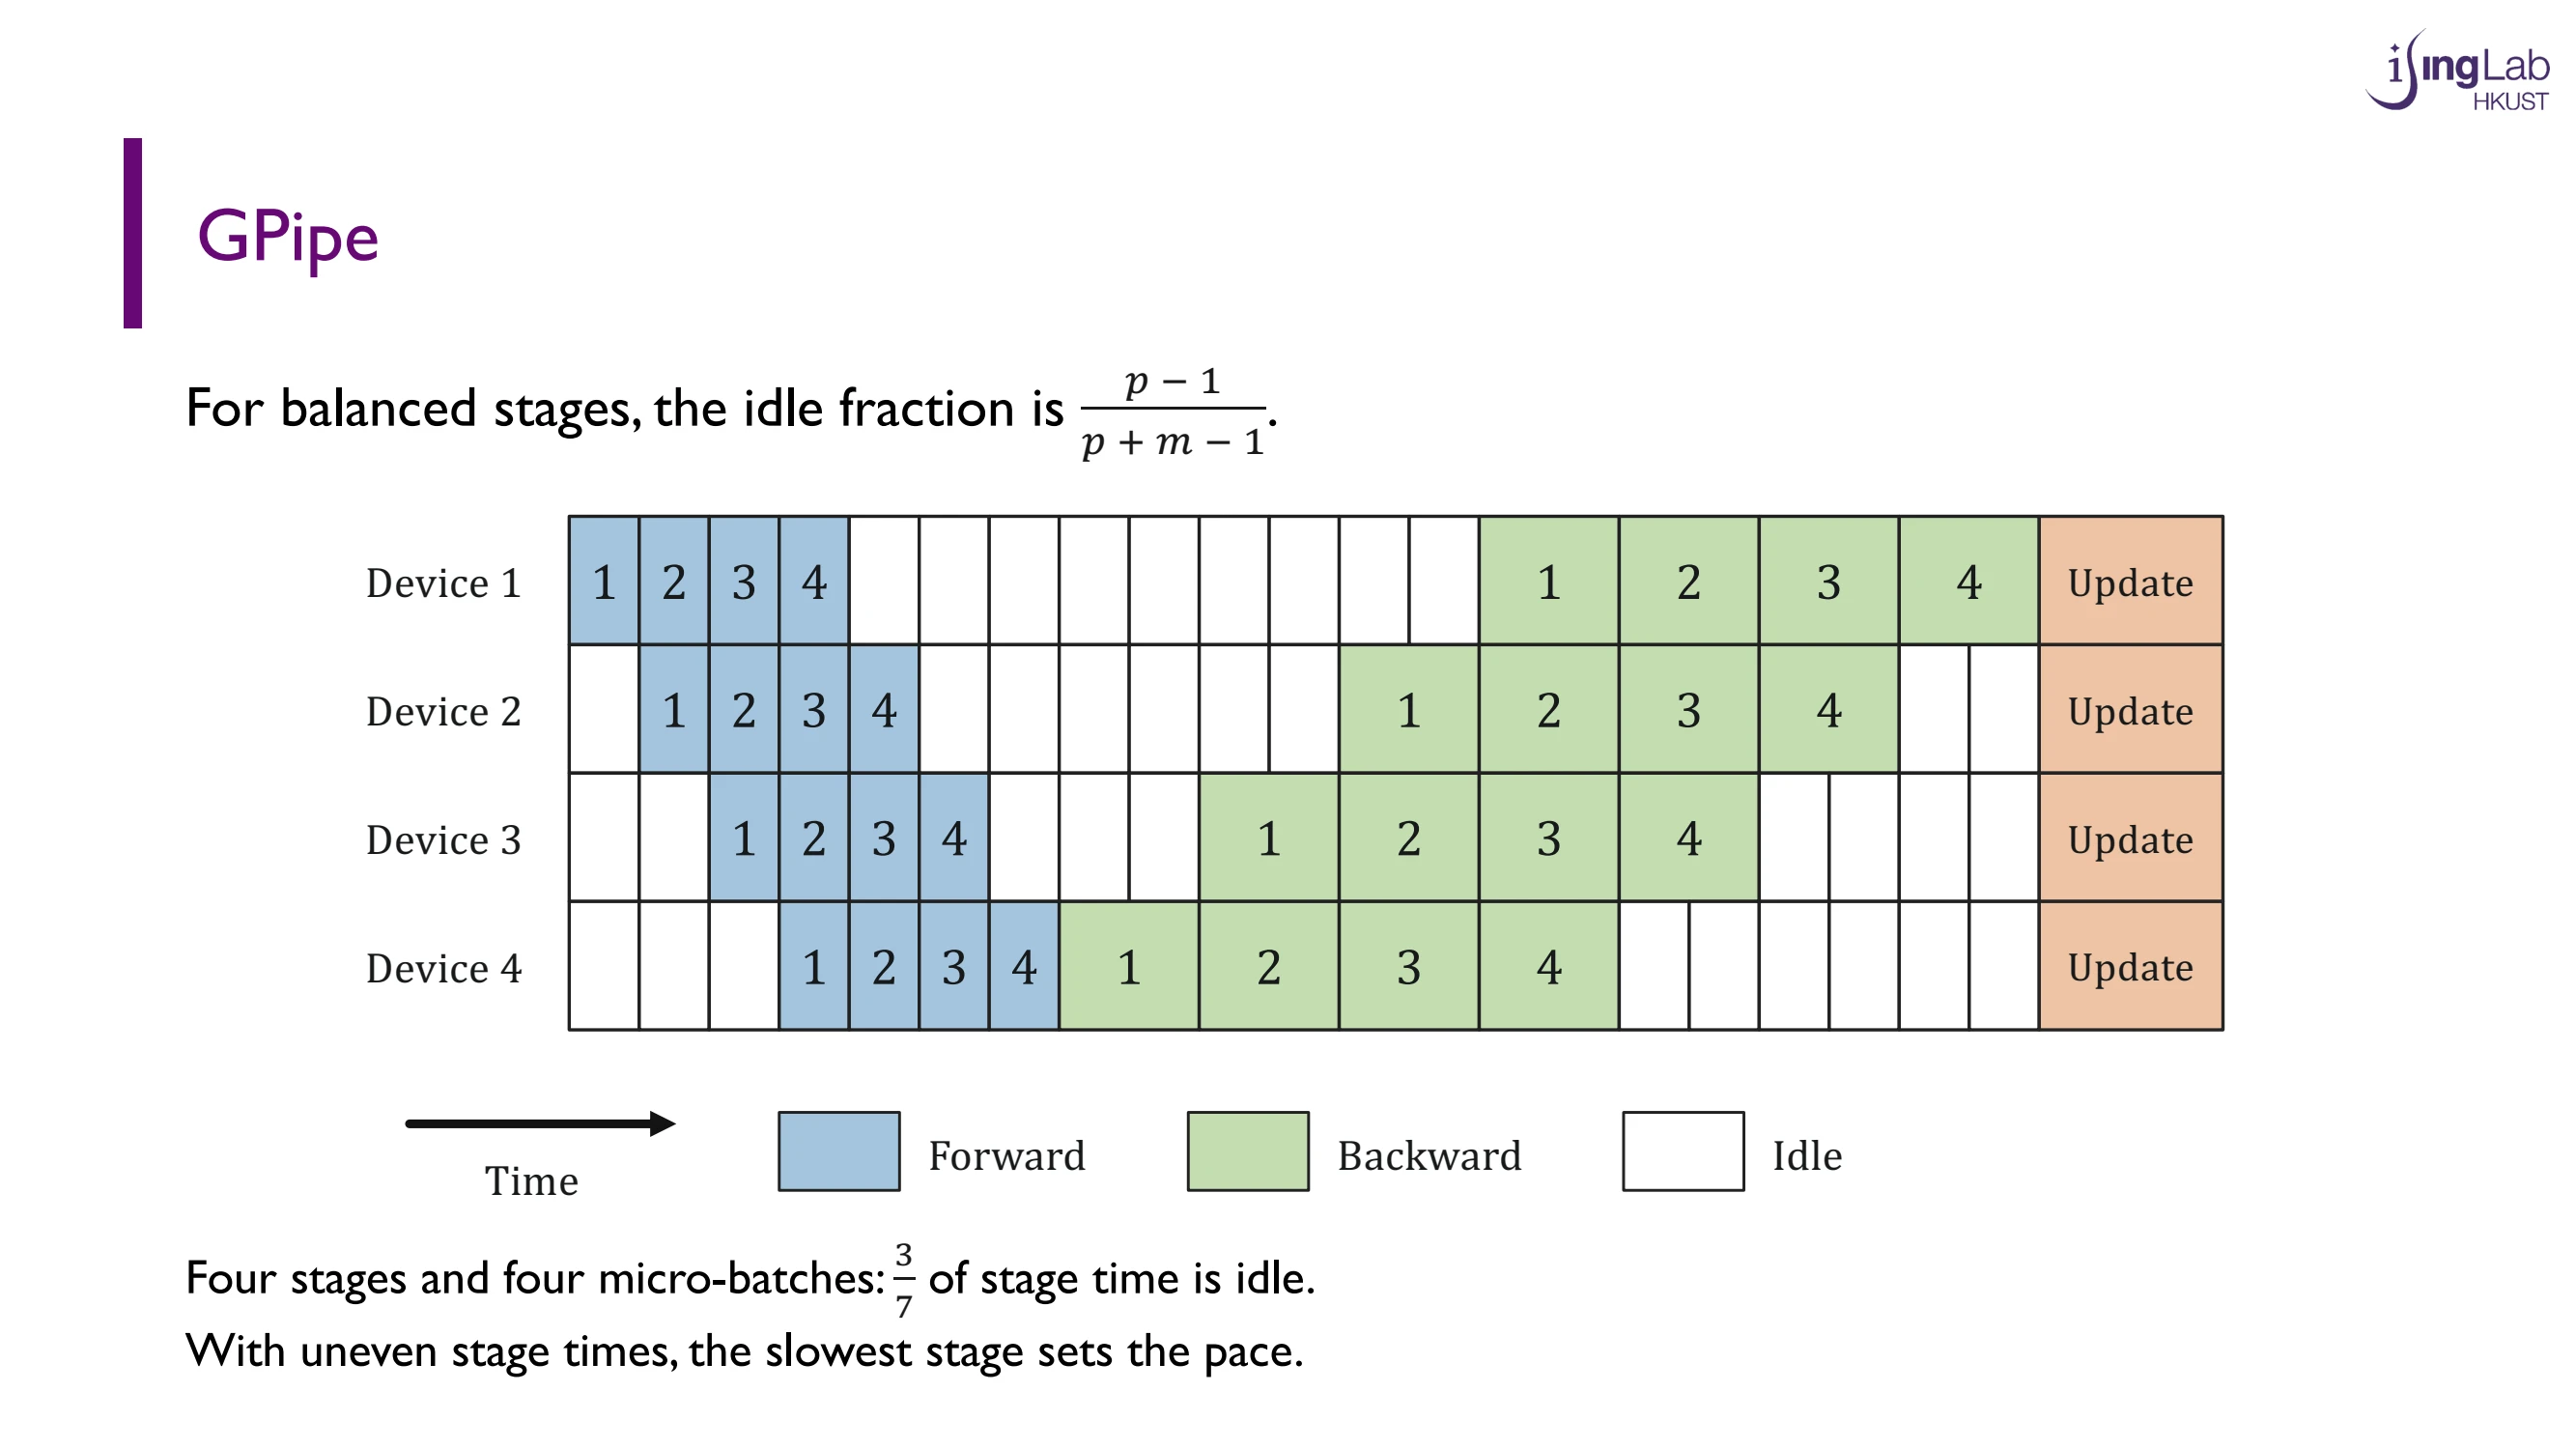 isingLab
HKUST
GPipe
For balanced stages, the idle fraction is \frac{p-1}{p+m-1}.
Device 1 1 2 3 4 1 2 3 4 Update
Device 2 1 2 3 4 1 2 3 4 Update
Device 3 1 2 3 4 1 2 3 4 Update
Device 4 1 2 3 4 1 2 3 4 Update
Time Forward Backward Idle
Four stages and four micro-batches: \frac{3}{7} of stage time is idle.
With uneven stage times, the slowest stage sets the pace.